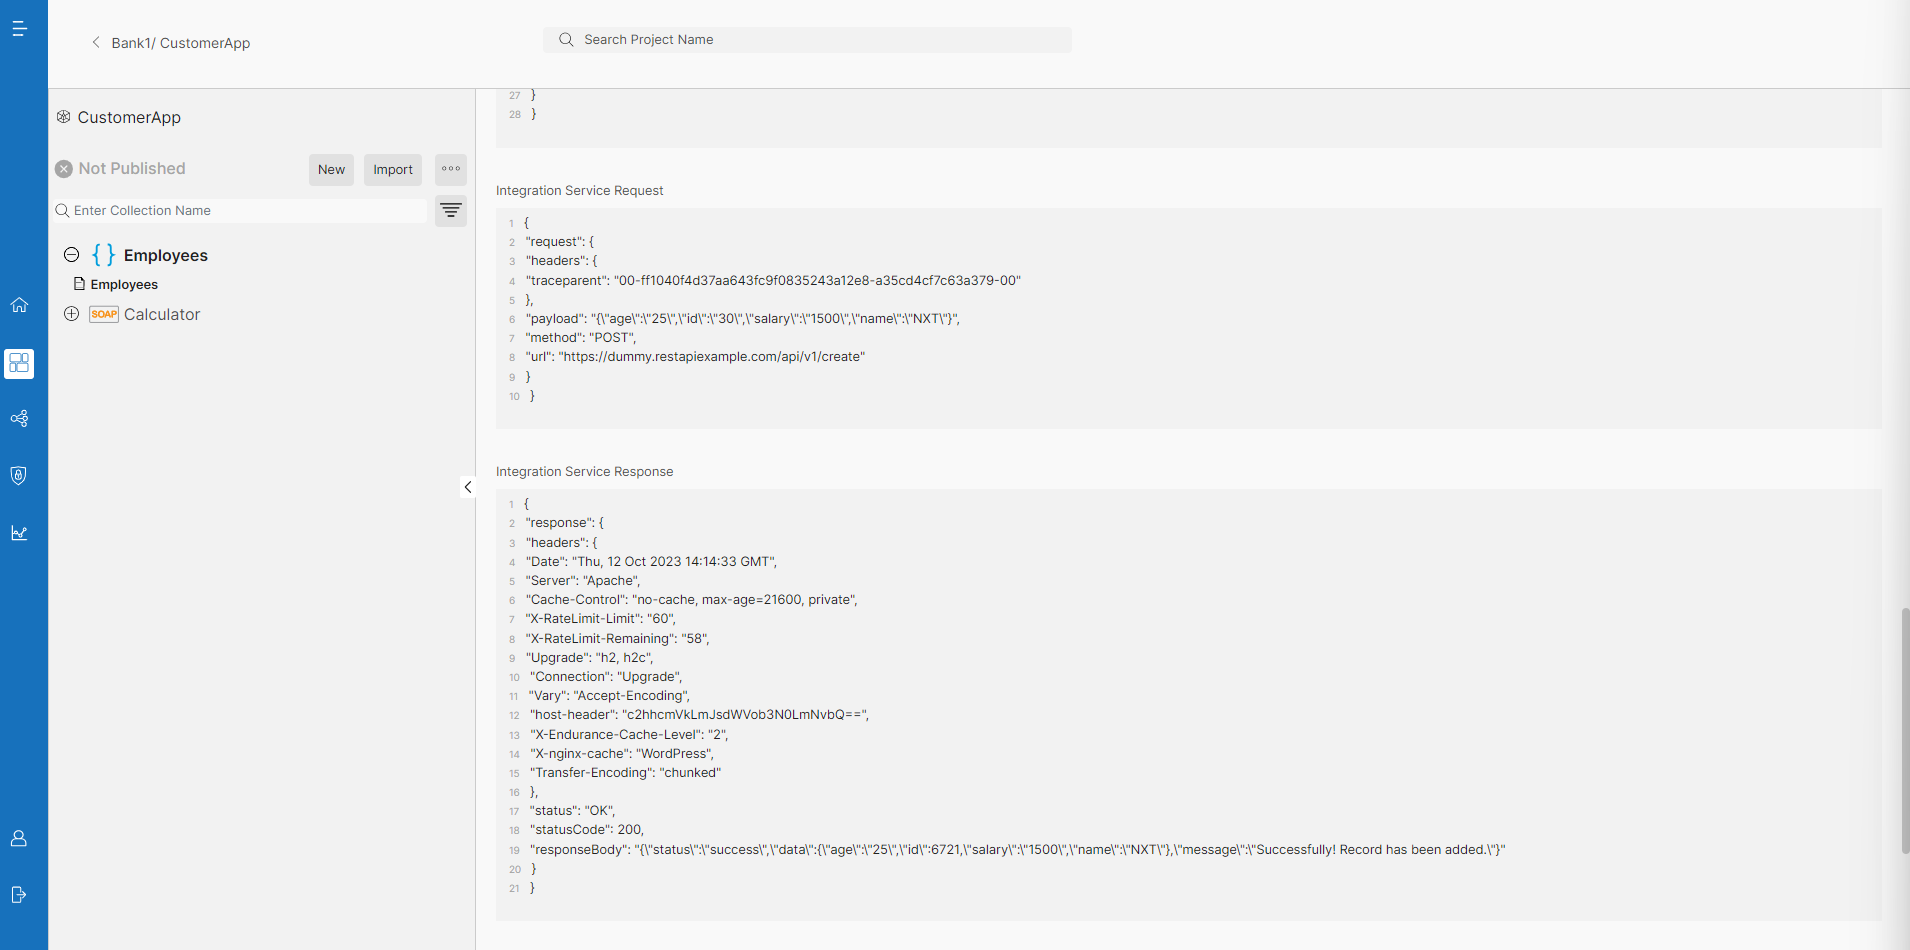 Bank1/ CustomerApp
Search Project Name
CustomerApp
Not Published
New
Import
Enter Collection Name
{ } Employees
Employees
SOAP Calculator
27 }
28 }
Integration Service Request
1 {
2 "request": {
3 "headers": {
4 "traceparent": "00-ff1040f4d37aa643fc9f0835243a12e8-a35cd4cf7c63a379-00"
5 },
6 "payload": "{\"age\":\"25\",\"id\":\"30\",\"salary\":\"1500\",\"name\":\"NXT\"}",
7 "method": "POST",
8 "url": "https://dummy.restapiexample.com/api/v1/create"
9 }
10 }
Integration Service Response
1 {
2 "response": {
3 "headers": {
4 "Date": "Thu, 12 Oct 2023 14:14:33 GMT",
5 "Server": "Apache",
6 "Cache-Control": "no-cache, max-age=21600, private",
7 "X-RateLimit-Limit": "60",
8 "X-RateLimit-Remaining": "58",
9 "Upgrade": "h2, h2c",
10 "Connection": "Upgrade",
11 "Vary": "Accept-Encoding",
12 "host-header": "c2hhcmVkLmJsdWVob3N0LmNvbQ==",
13 "X-Endurance-Cache-Level": "2",
14 "X-nginx-cache": "WordPress",
15 "Transfer-Encoding": "chunked"
16 },
17 "status": "OK",
18 "statusCode": 200,
19 "responseBody": "{\"status\":\"success\",\"data\":{\"age\":\"25\",\"id\":6721,\"salary\":\"1500\",\"name\":\"NXT\"},\"message\":\"Successfully! Record has been added.\"}"
20 }
21 }